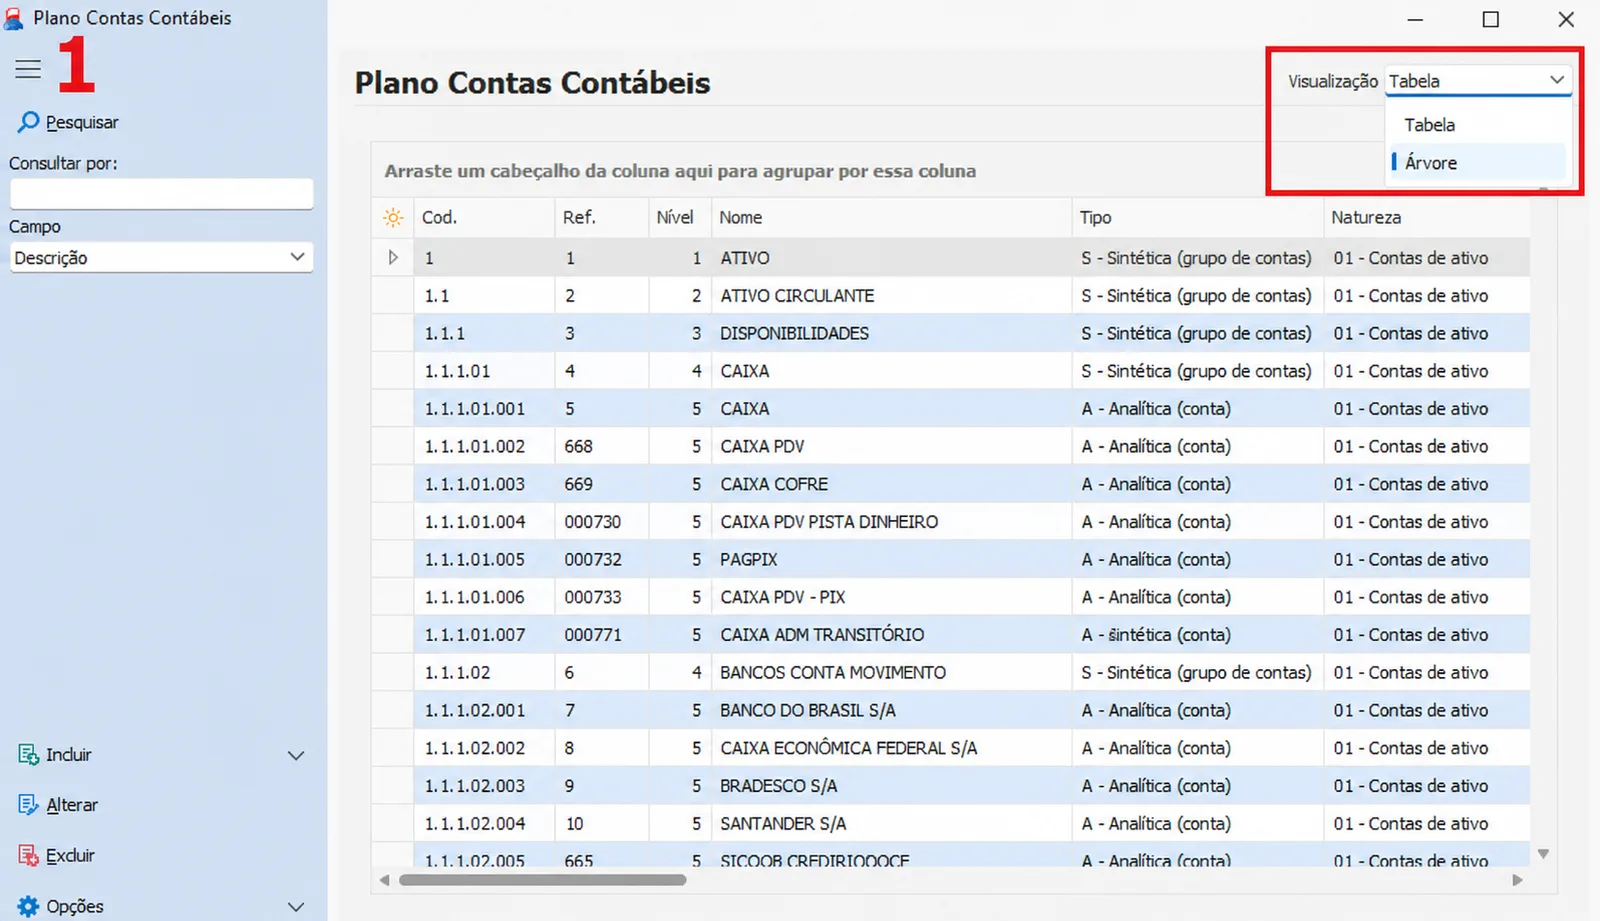 Plano Contas Contábeis
1
Pesquisar
Consultar por:
Campo
Descrição
Incluir
Alterar
Excluir
Opções
Plano Contas Contábeis
Visualização Tabela
Tabela
Árvore
Arraste um cabeçalho da coluna aqui para agrupar por essa coluna
Cod. Ref. Nível Nome Tipo Natureza
1 1 1 ATIVO S - Sintética (grupo de contas) 01 - Contas de ativo
1.1 2 2 ATIVO CIRCULANTE S - Sintética (grupo de contas) 01 - Contas de ativo
1.1.1 3 3 DISPONIBILIDADES S - Sintética (grupo de contas) 01 - Contas de ativo
1.1.1.01 4 4 CAIXA S - Sintética (grupo de contas) 01 - Contas de ativo
1.1.1.01.001 5 5 CAIXA A - Analítica (conta) 01 - Contas de ativo
1.1.1.01.002 668 5 CAIXA PDV A - Analítica (conta) 01 - Contas de ativo
1.1.1.01.003 669 5 CAIXA COFRE A - Analítica (conta) 01 - Contas de ativo
1.1.1.01.004 000730 5 CAIXA PDV PISTA DINHEIRO A - Analítica (conta) 01 - Contas de ativo
1.1.1.01.005 000732 5 PAGPIX A - Analítica (conta) 01 - Contas de ativo
1.1.1.01.006 000733 5 CAIXA PDV - PIX A - Analítica (conta) 01 - Contas de ativo
1.1.1.01.007 000771 5 CAIXA ADM TRANSITÓRIO A - (conta) 01 - Contas de ativo
1.1.1.02 6 4 BANCOS CONTA MOVIMENTO S - Sintética (grupo de contas) 01 - Contas de ativo
1.1.1.02.001 7 5 BANCO DO BRASIL S/A A - Analítica (conta) 01 - Contas de ativo
1.1.1.02.002 8 5 CAIXA ECONÔMICA FEDERAL S/A A - Analítica (conta) 01 - Contas de ativo
1.1.1.02.003 9 5 BRADESCO S/A A - Analítica (conta) 01 - Contas de ativo
1.1.1.02.004 10 5 SANTANDER S/A A - Analítica (conta) 01 - Contas de ativo
1.1.1.02.005 665 5 SICOOB CREDIRIODOCE A - Analítica (conta) 01 - Contas de ativo